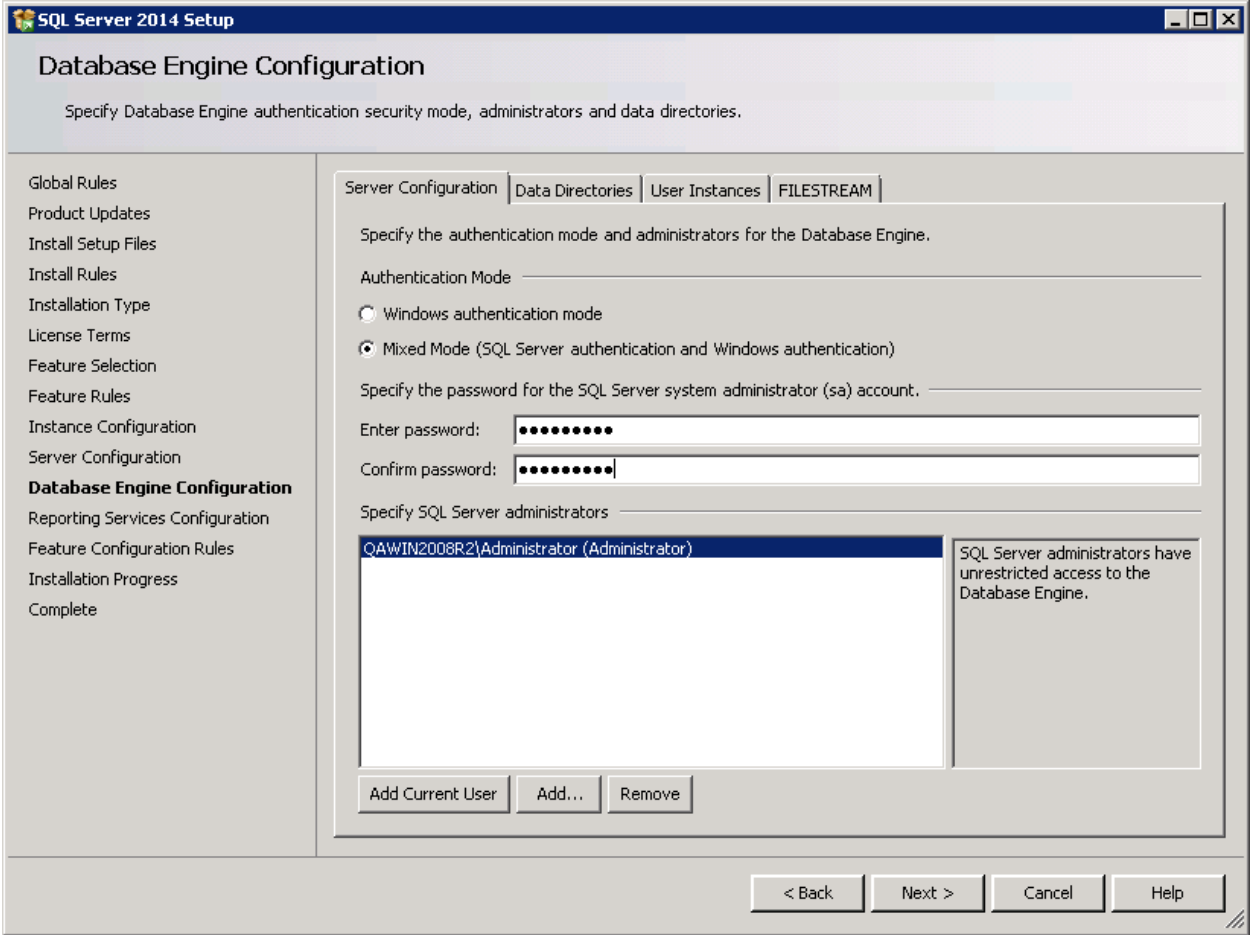 SQL Server 2014 Setup
Database Engine Configuration
Specify Database Engine authentication security mode, administrators and data directories.
Global Rules
Product Updates
Install Setup Files
Install Rules
Installation Type
License Terms
Feature Selection
Feature Rules
Instance Configuration
Server Configuration
Database Engine Configuration
Reporting Services Configuration
Feature Configuration Rules
Installation Progress
Complete
Server Configuration Data Directories User Instances FILESTREAM
Specify the authentication mode and administrators for the Database Engine.
Authentication Mode
Windows authentication mode
Mixed Mode (SQL Server authentication and Windows authentication)
Specify the password for the SQL Server system administrator (sa) account.
Enter password: ●●●●●●●●●
Confirm password: ●●●●●●●●●
Specify SQL Server administrators
QAWIN2008R2\Administrator (Administrator)
SQL Server administrators have
unrestricted access to the
Database Engine.
Add Current User Add... Remove
< Back Next > Cancel Help